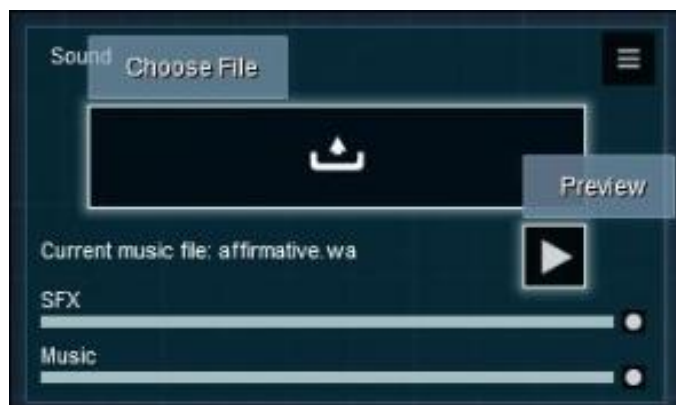 Sound
Choose File
Preview
Current music file: affirmative.wa
SFX
Music